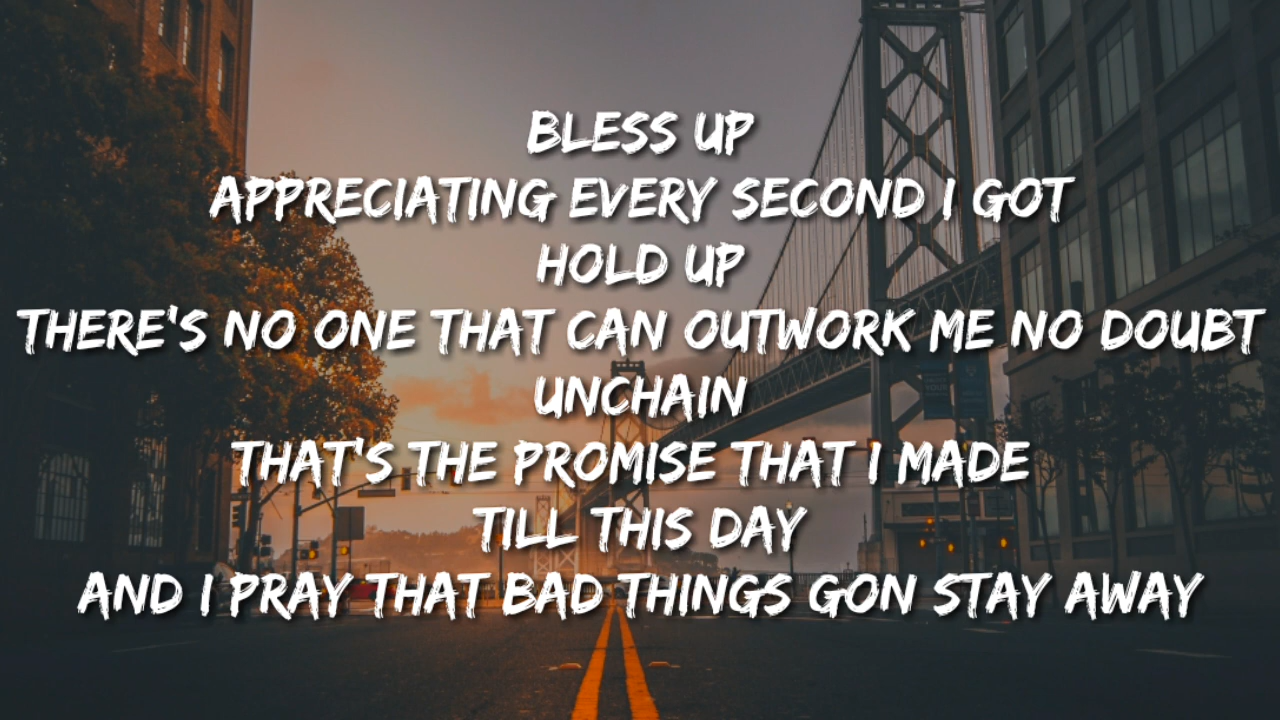 BLESS UP
APPRECIATING EVERY SECOND I GOT
HOLD UP
THERE'S NO ONE THAT CAN OUTWORK ME NO DOUBT
UNCHAIN
THAT'S THE PROMISE THAT I MADE
TILL THIS DAY
AND I PRAY THAT BAD THINGS GON STAY AWAY